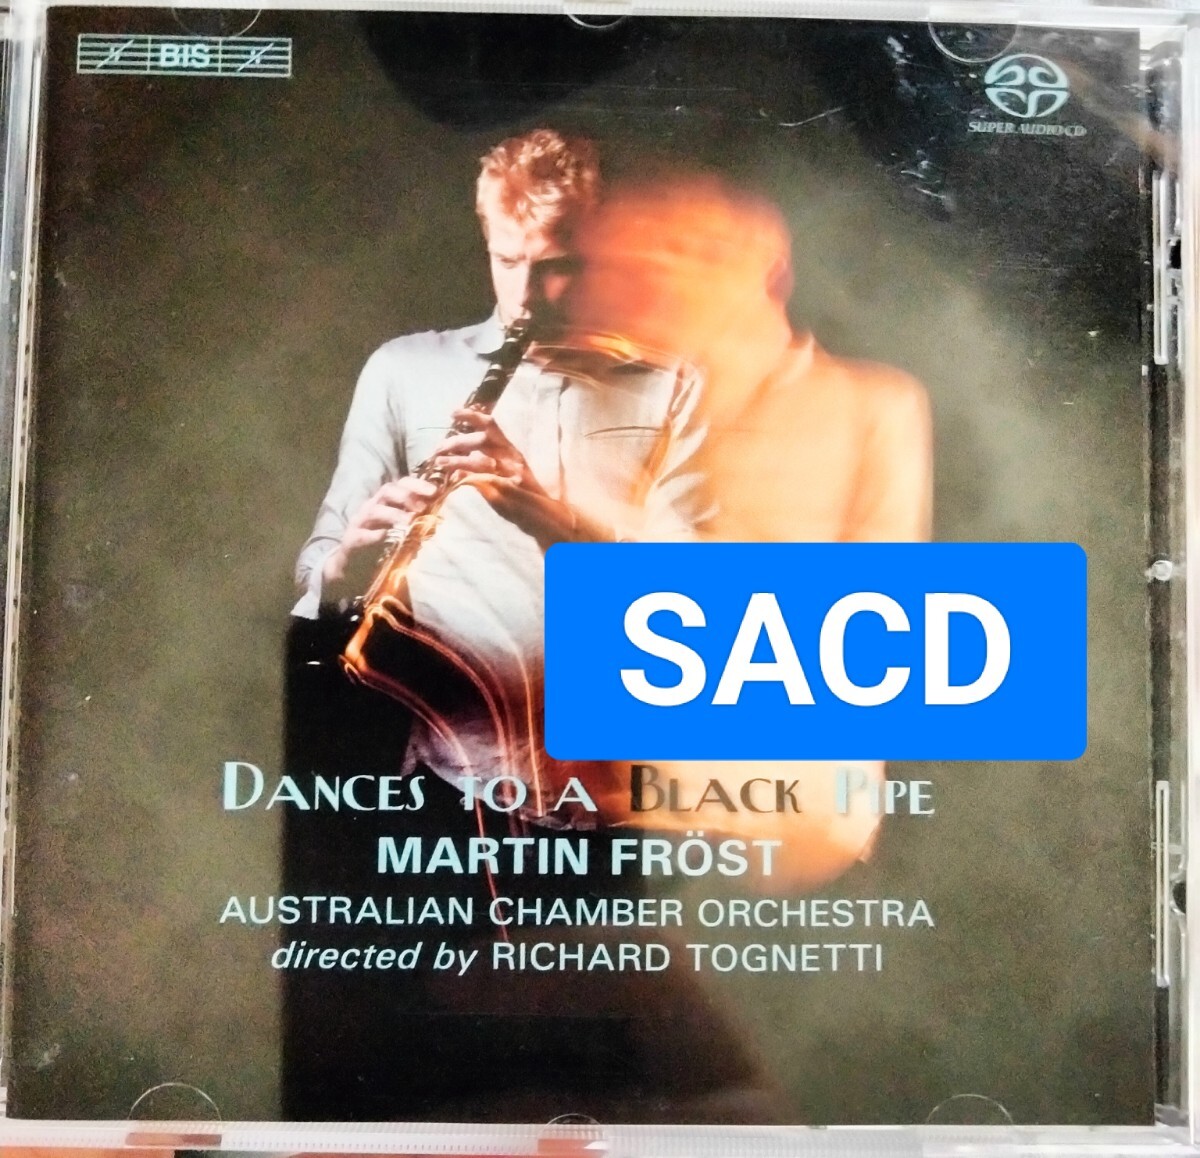 BIS
SUPER AUDIO CD
SACD
DANCES TO A BLACK PIPE
MARTIN FRÖST
AUSTRALIAN CHAMBER ORCHESTRA
directed by RICHARD TOGNETTI